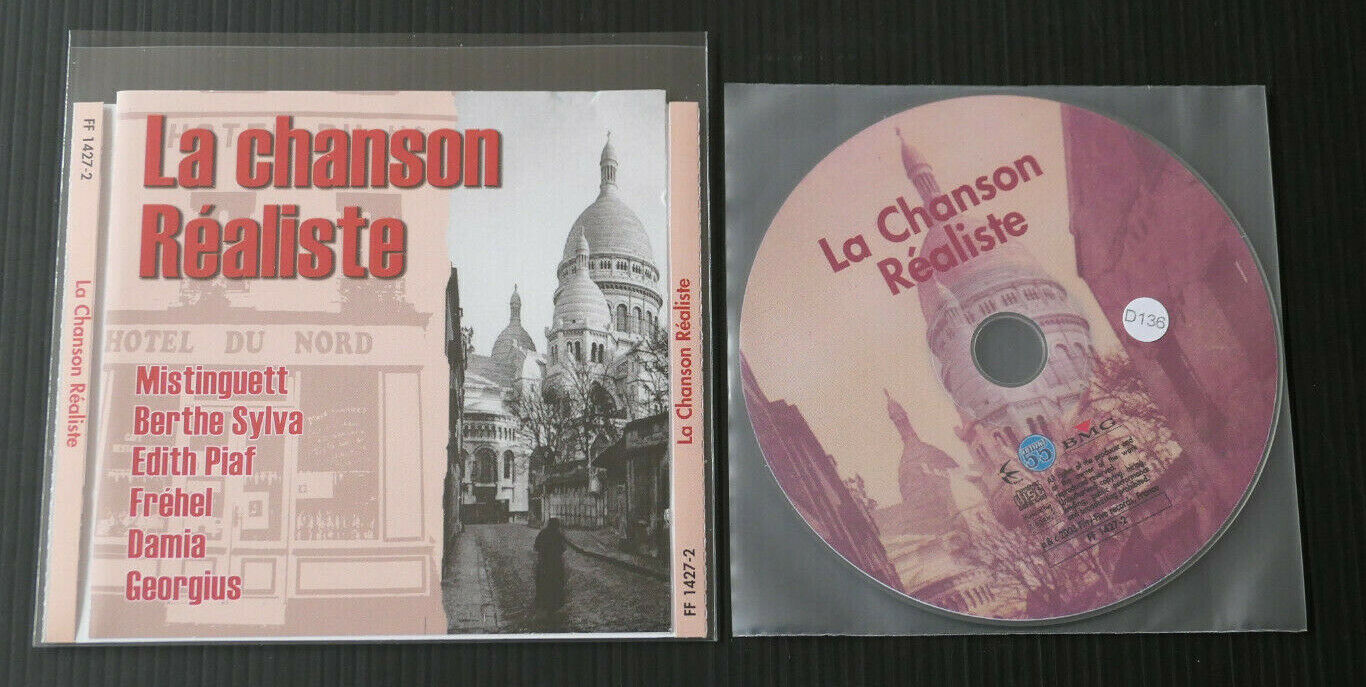 FF 1427-2
La Chanson Réaliste
La chanson
Réaliste
HOTEL DU NORD
Mistinguett
Berthe Sylva
Edith Piaf
Fréhel
Damia
Georgius
La Chanson Réaliste
FF 1427-2
La Chanson
Réaliste
D136
55
BMG
FF 1427-2